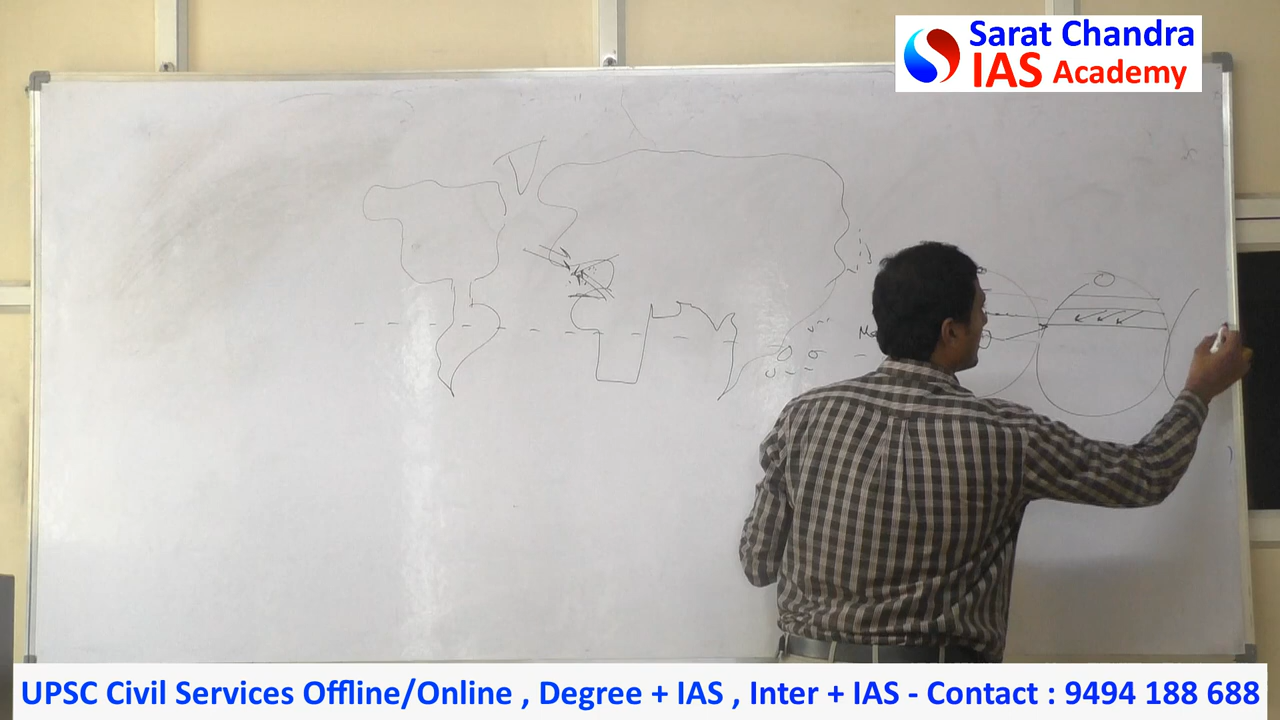 Sarat Chandra
IAS Academy
UPSC Civil Services Offline/Online , Degree + IAS , Inter + IAS - Contact : 9494 188 688